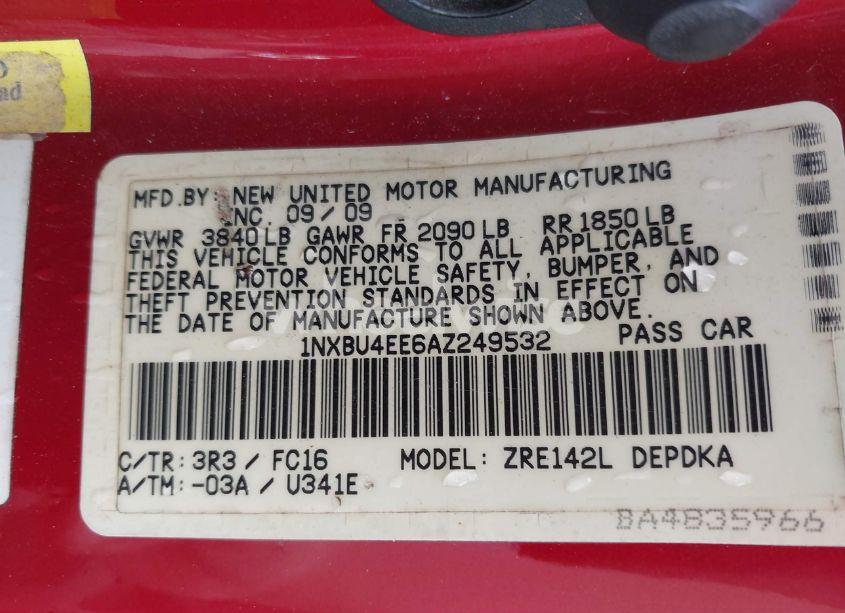 ad
MFD.BY: NEW UNITED MOTOR MANUFACTURING
INC. 09/09
GVWR 3840LB GAWR FR 2090LB RR 1850LB
THIS VEHICLE CONFORMS TO ALL APPLICABLE
FEDERAL MOTOR VEHICLE SAFETY, BUMPER, AND
THEFT PREVENTION STANDARDS IN EFFECT ON
THE DATE OF MANUFACTURE SHOWN ABOVE.
1NXBU4EE6AZ249532 PASS CAR
C/TR: 3R3 / FC16 MODEL: ZRE142L DEPDKA
A/TM: -03A / U341E
BA4835966